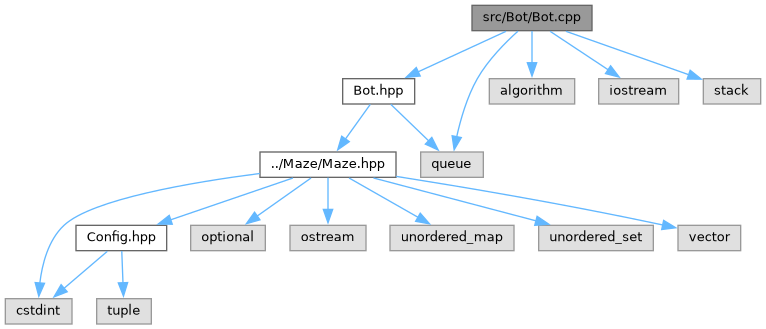 src/Bot/Bot.cpp
Bot.hpp
algorithm
iostream
stack
../Maze/Maze.hpp
queue
Config.hpp
optional
ostream
unordered_map
unordered_set
vector
cstdint
tuple